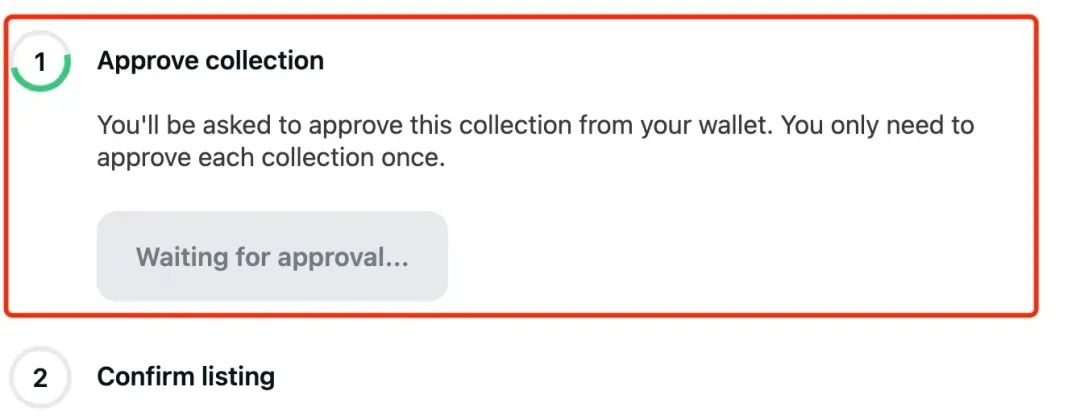 1
Approve collection
You'll be asked to approve this collection from your wallet. You only need to
approve each collection once.
Waiting for approval...
2
Confirm listing